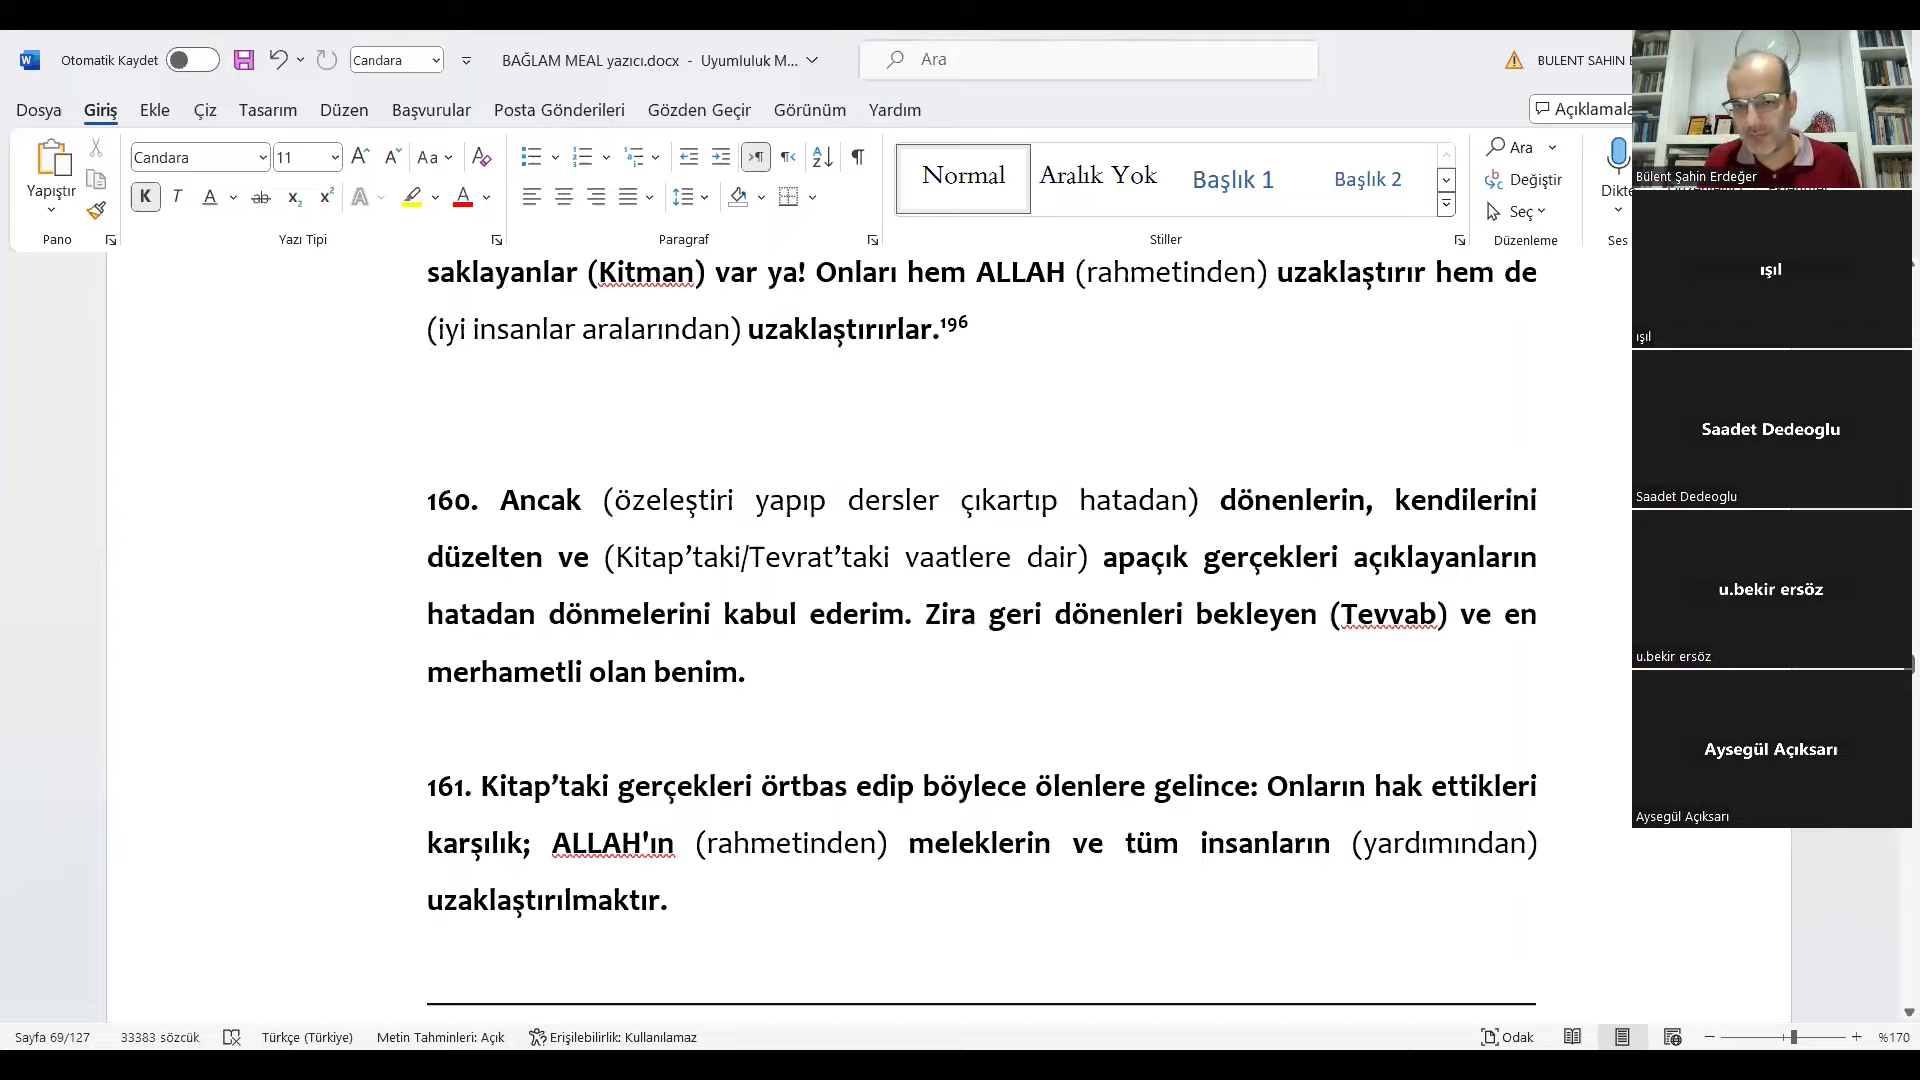 Otomatik Kaydet
Candara
BAĞLAM MEAL yazıcı.docx - Uyumluluk M...
Ara
BULENT SAHIN E
Dosya
Giriş
Ekle
Çiz
Tasarım
Düzen
Başvurular
Posta Gönderileri
Gözden Geçir
Görünüm
Yardım
Açıklamala
Yapıştır
Pano
Candara
11
Yazı Tipi
Paragraf
Normal
Aralık Yok
Başlık 1
Başlık 2
Stiller
Ara
Değiştir
Seç
Düzenleme
Dikte
Ses
saklayanlar (Kitman) var ya! Onları hem ALLAH (rahmetinden) uzaklaştırır hem de
(iyi insanlar aralarından) uzaklaştırırlar.¹⁹⁶
160. Ancak (özeleştiri yapıp dersler çıkartıp hatadan) dönenlerin, kendilerini
düzelten ve (Kitap’taki/Tevrat’taki vaatlere dair) apaçık gerçekleri açıklayanların
hatadan dönmelerini kabul ederim. Zira geri dönenleri bekleyen (Tevvab) ve en
merhametli olan benim.
161. Kitap’taki gerçekleri örtbas edip böylece ölenlere gelince: Onların hak ettikleri
karşılık; ALLAH'ın (rahmetinden) meleklerin ve tüm insanların (yardımından)
uzaklaştırılmaktır.
Sayfa 69/127
33383 sözcük
Türkçe (Türkiye)
Metin Tahminleri: Açık
Erişilebilirlik: Kullanılamaz
Odak
%170
Bülent Şahin Erdeğer
ışıl
ışıl
Saadet Dedeoglu
Saadet Dedeoglu
u.bekir ersöz
u.bekir ersöz
Aysegül Açıksarı
Aysegül Açıksarı